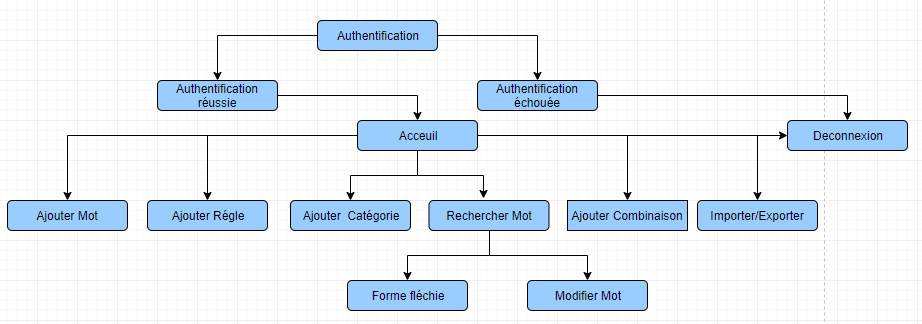 Authentification
Authentification
réussie
Authentification
échouée
Acceuil
Deconnexion
Ajouter Mot
Ajouter Règle
Ajouter Catégorie
Rechercher Mot
Ajouter Combinaison
Importer/Exporter
Forme fléchie
Modifier Mot